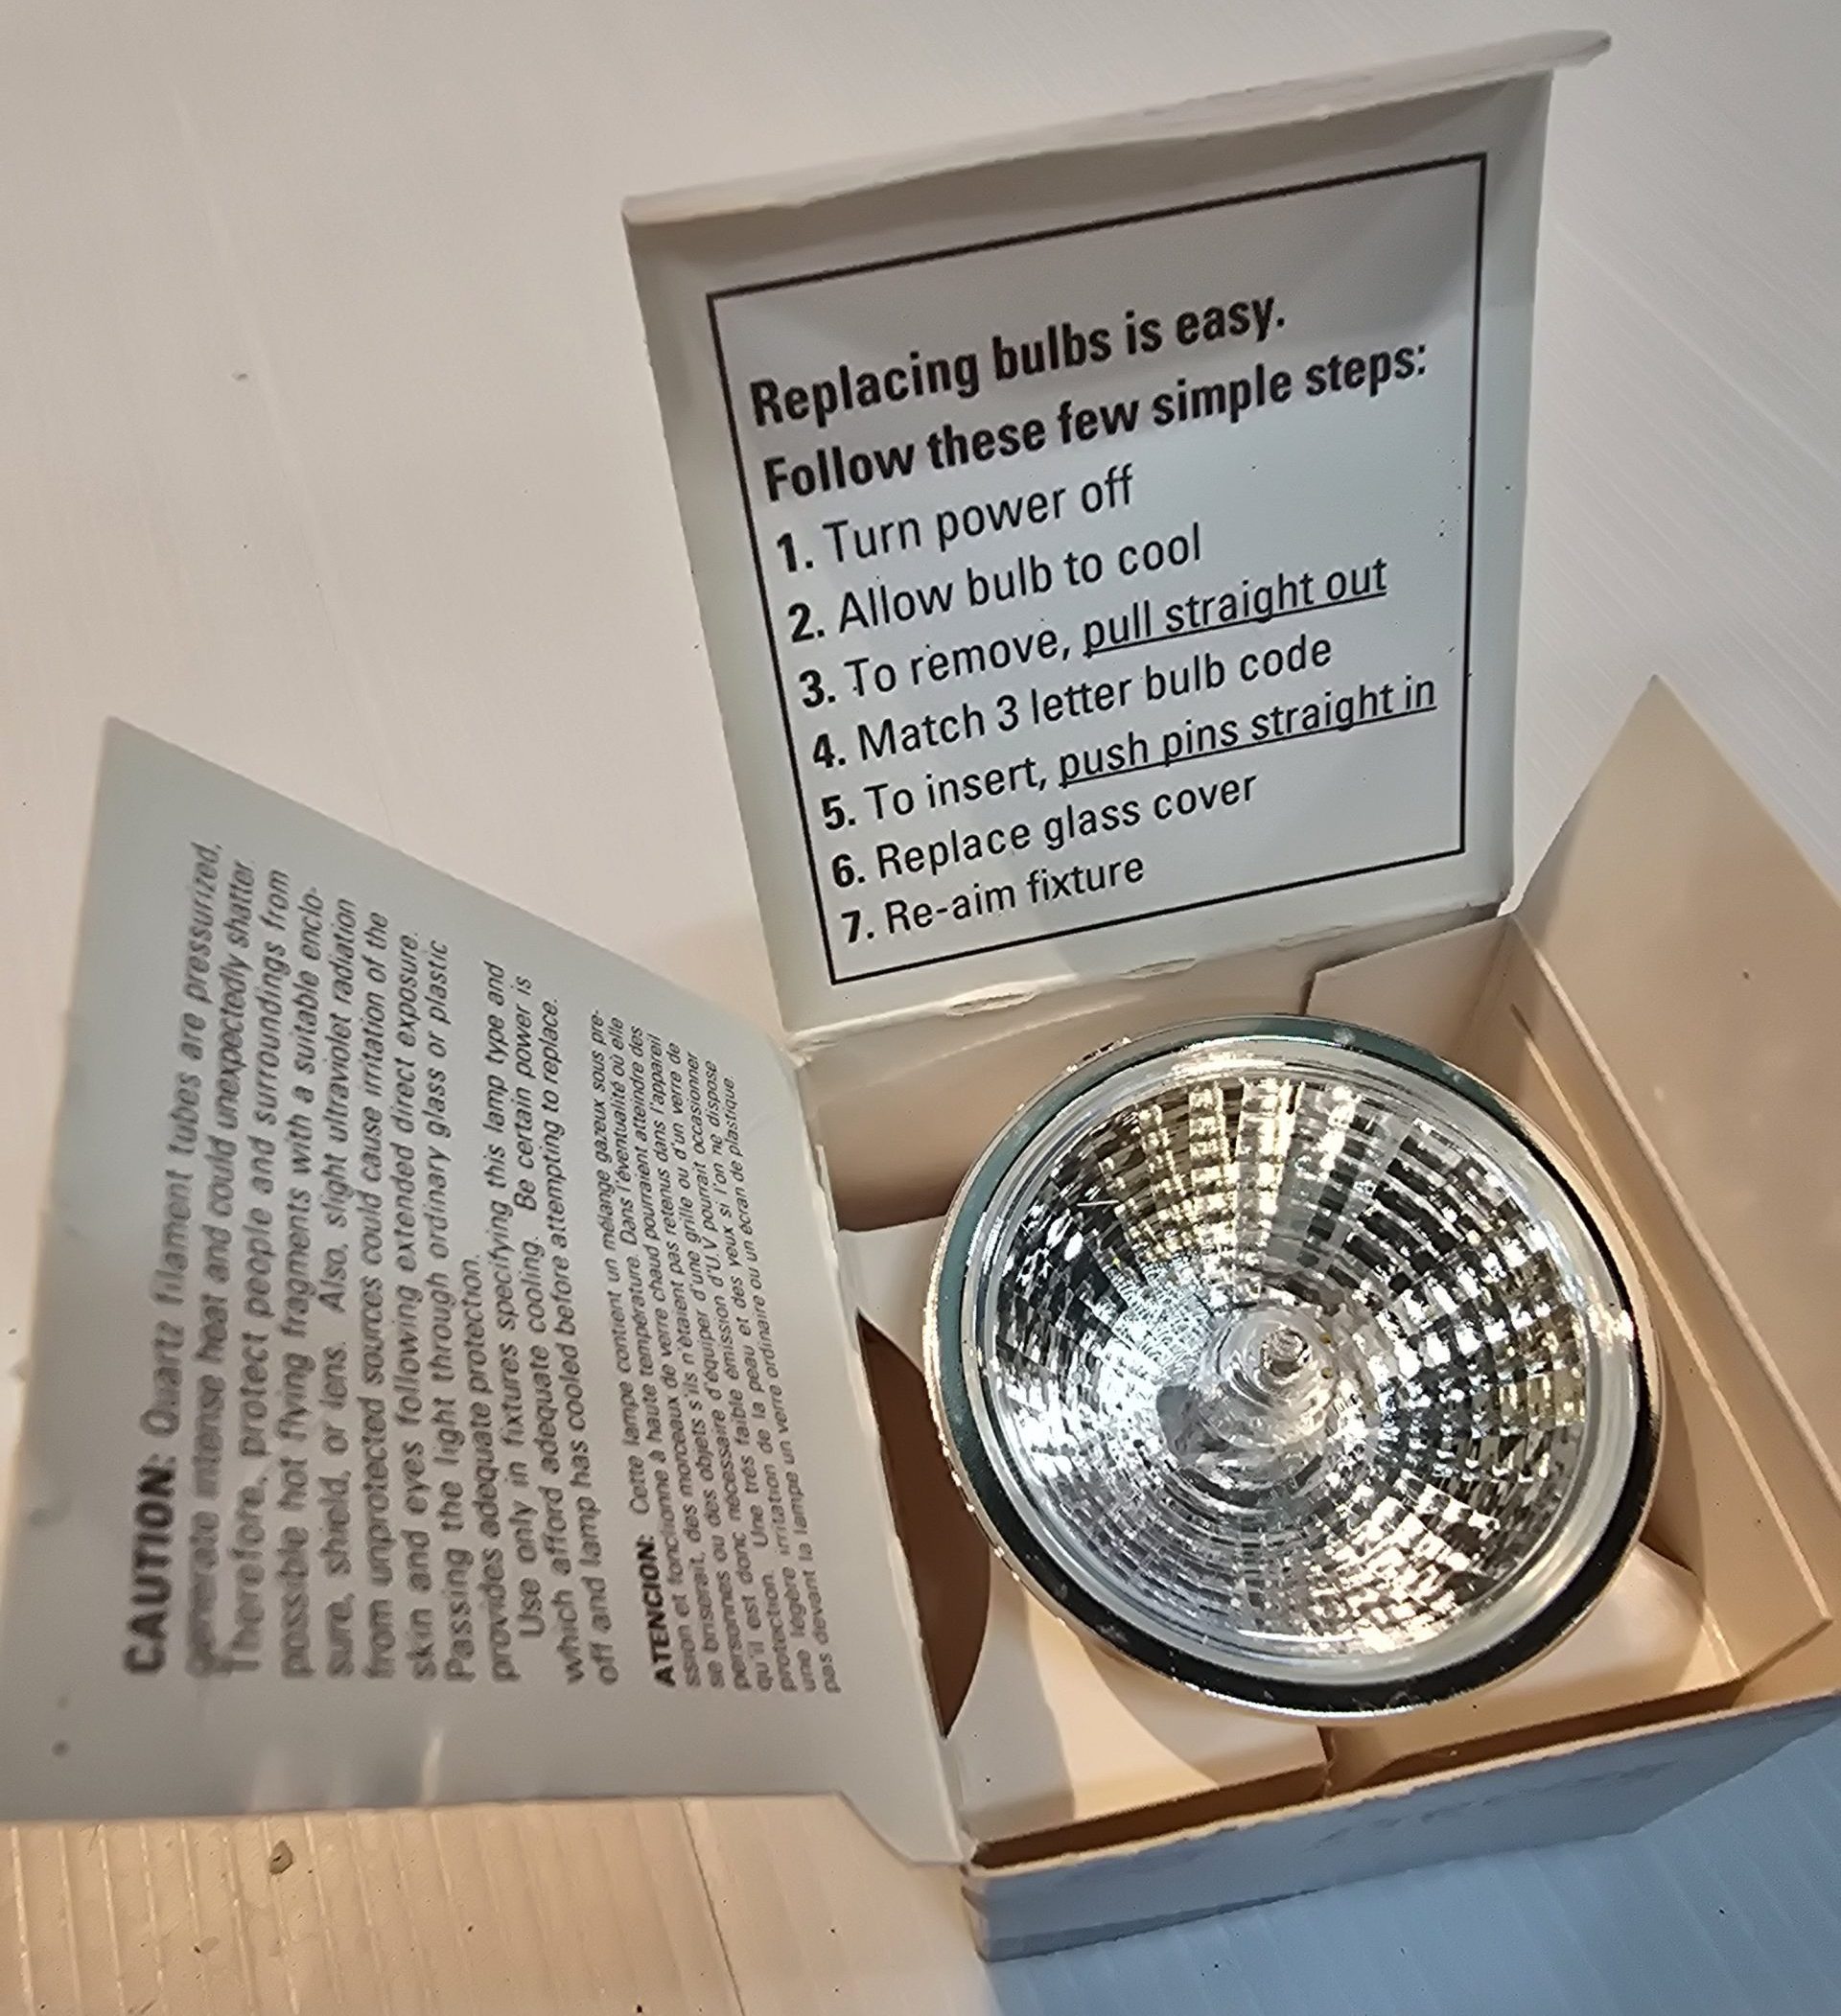 Replacing bulbs is easy.
Follow these few simple steps:
1. Turn power off
2. Allow bulb to cool
3. To remove, pull straight out
4. Match 3 letter bulb code
5. To insert, push pins straight in
6. Replace glass cover
7. Re-aim fixture
CAUTION: Quartz filament tubes are pressurized,
generate intense heat and could unexpectedly shatter.
Therefore, protect people and surroundings from
possible hot flying fragments with a suitable enclo-
sure, shield, or lens. Also, slight ultraviolet radiation
from unprotected sources could cause irritation of the
skin and eyes following extended direct exposure.
Passing the light through ordinary glass or plastic
provides adequate protection.
Use only in fixtures specifying this lamp type and
which afford adequate cooling. Be certain power is
off and lamp has cooled before attempting to replace.
ATENCION: Cette lampe contient un mélange gazeux sous pre-
ssion et fonctionne à haute température. Dans l'éventualité où elle
se briserait, des morceaux de verre chaud pourraient atteindre des
personnes ou des objets s'ils n'étaient pas retenus dans l'appareil
qu'il est donc nécessaire d'équiper d'une grille ou d'un verre de
protection. Une très faible émission d'U.V pourrait occasionner
une légère irritation de la peau et des yeux si l'on ne dispose
pas devant la lampe un verre ordinaire ou un écran de plastique.